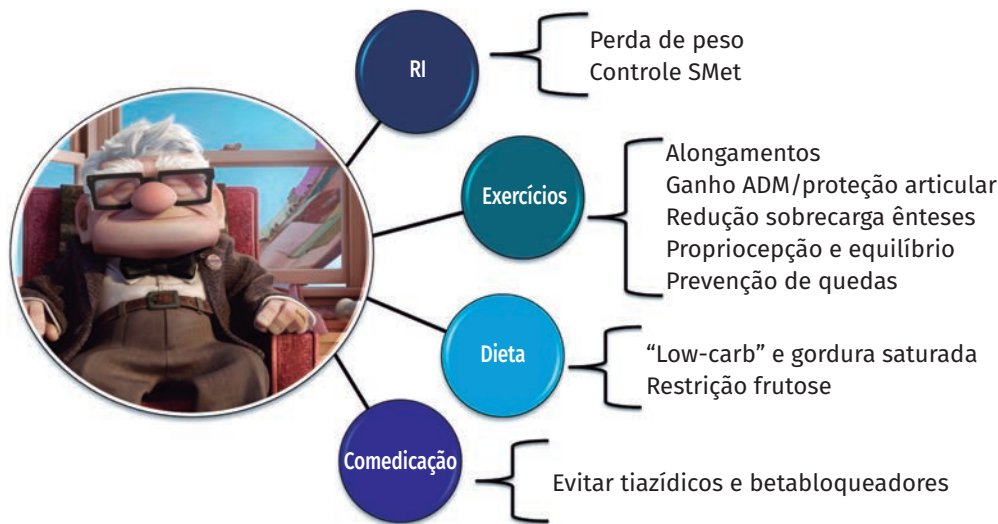 RI
Perda de peso
Controle SMet
Exercícios
Alongamentos
Ganho ADM/proteção articular
Redução sobrecarga ênteses
Propriocepção e equilíbrio
Prevenção de quedas
Dieta
“Low-carb” e gordura saturada
Restrição frutose
Comedicação
Evitar tiazídicos e betabloqueadores